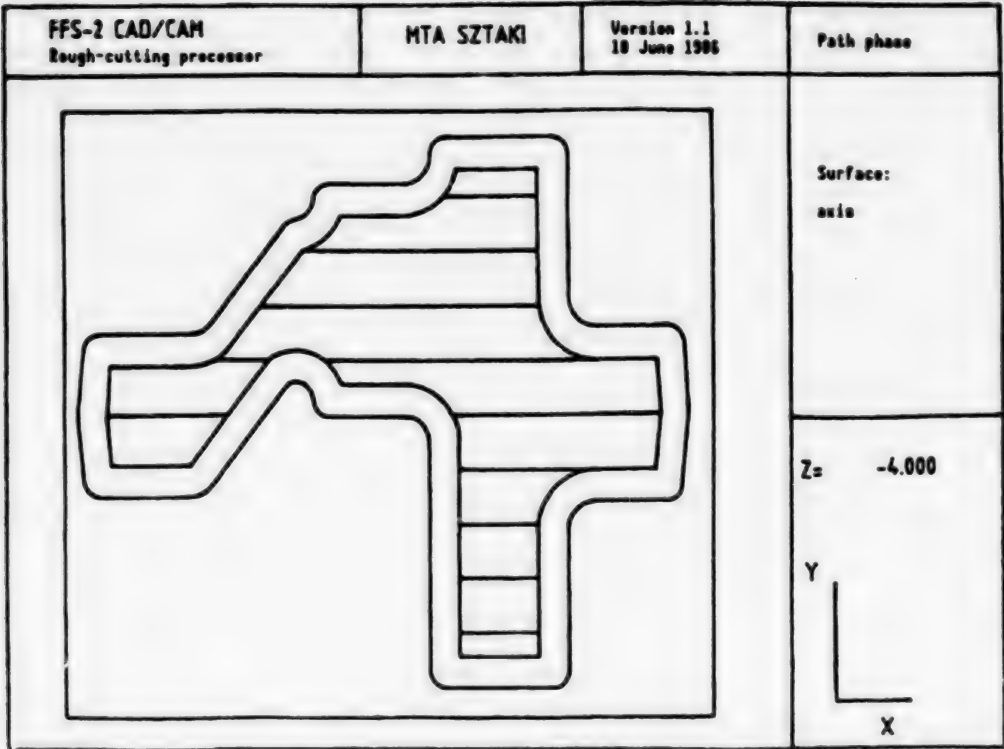 FFS-2 CAD/CAM
Rough-cutting processor
MTA SZTAKI
Version 1.1
10 June 1986
Path phase
Surface:
axis
Z= -4.000
Y
X